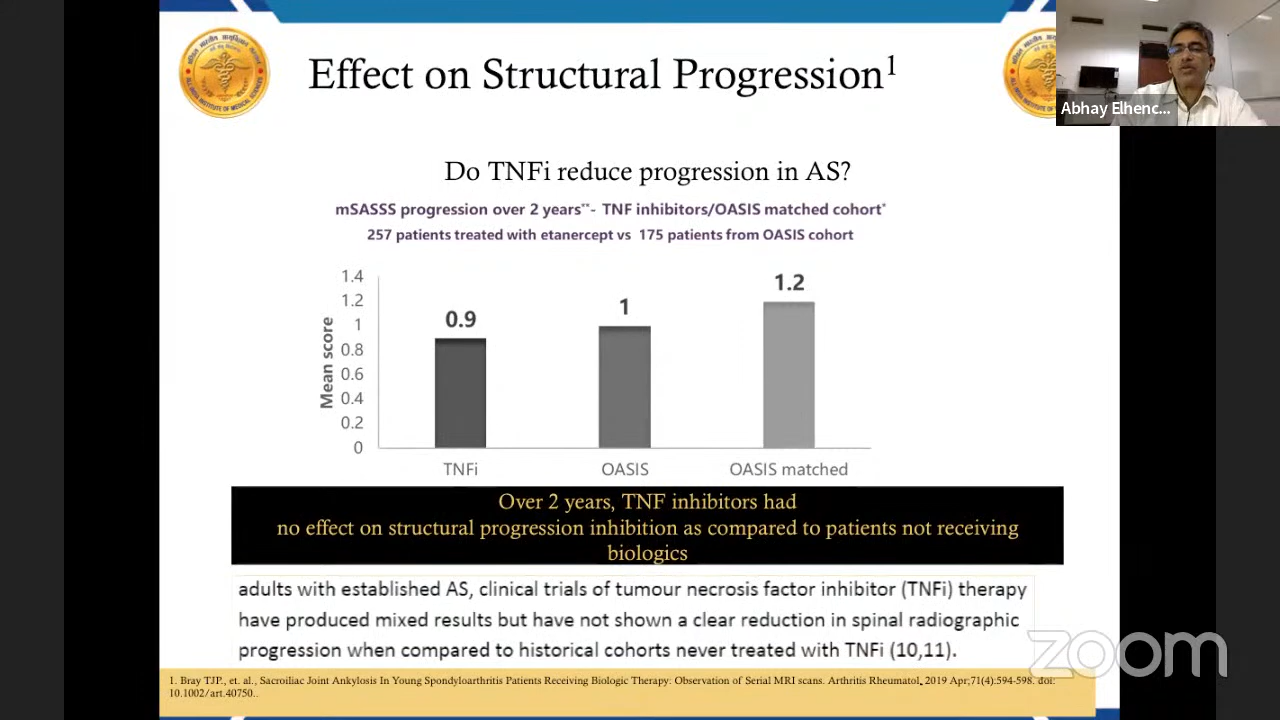 Effect on Structural Progression1
Abhay Elhenc...
Do TNFi reduce progression in AS?
mSASSS progression over 2 years**- TNF inhibitors/OASIS matched cohort*
257 patients treated with etanercept vs 175 patients from OASIS cohort
Mean score
1.4
1.2
1
0.8
0.6
0.4
0.2
0
0.9
1
1.2
TNFi
OASIS
OASIS matched
Over 2 years, TNF inhibitors had
no effect on structural progression inhibition as compared to patients not receiving
biologics
adults with established AS, clinical trials of tumour necrosis factor inhibitor (TNFi) therapy
have produced mixed results but have not shown a clear reduction in spinal radiographic
progression when compared to historical cohorts never treated with TNFi (10,11).
zoom
1. Bray TJP., et. al., Sacroiliac Joint Ankylosis In Young Spondyloarthritis Patients Receiving Biologic Therapy: Observation of Serial MRI scans. Arthritis Rheumatol. 2019 Apr;71(4):594-598. doi:
10.1002/art.40750..